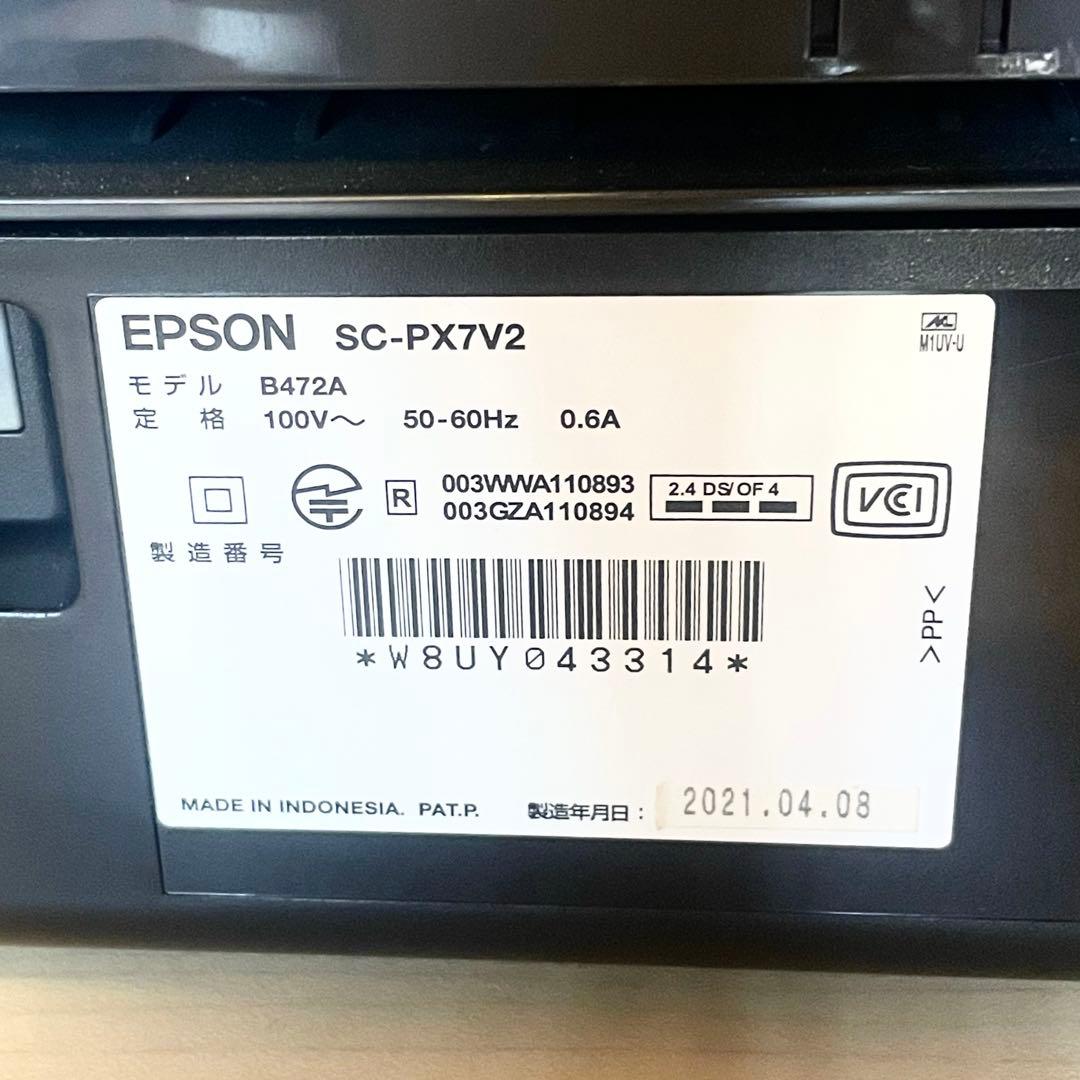 EPSON SC-PX7V2
M1UV-U
モデル B472A
定格 100V～ 50-60Hz 0.6A
R 003WWA110893
003GZA110894
2.4 DS/OF 4
VCCI
製造番号
*W8UY043314*
>PP<
MADE IN INDONESIA. PAT.P. 製造年月日： 2021.04.08